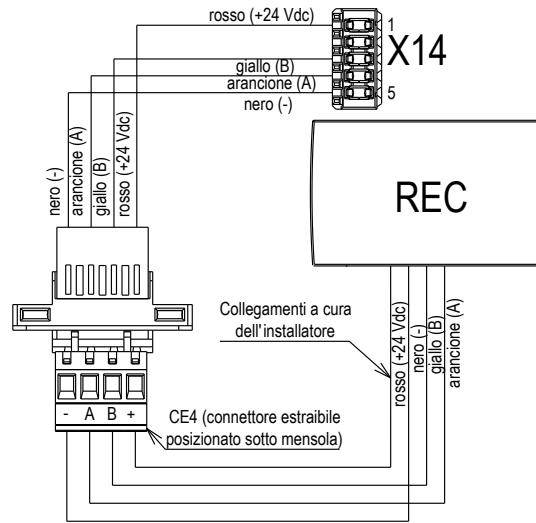 rosso (+24 Vdc)
1
X14
giallo (B)
arancione (A)
5
nero (-)
nero (-)
arancione (A)
giallo (B)
rosso (+24 Vdc)
REC
Collegamenti a cura
dell'installatore
rosso (+24 Vdc)
nero (-)
giallo (B)
arancione (A)
- A B +
CE4 (connettore estraibile
posizionato sotto mensola)